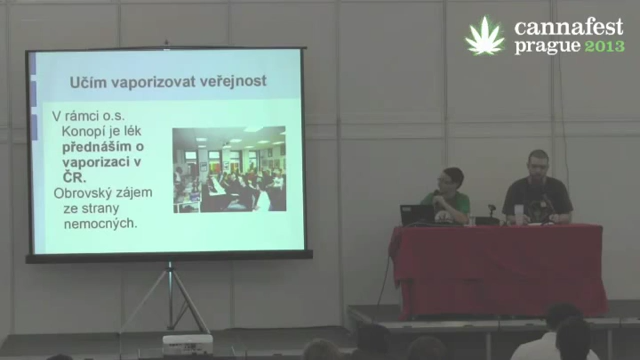 cannafest
prague 2013
Učím vaporizovat veřejnost
V rámci o.s.
Konopí je lék
přednáším o
vaporizaci v
ČR.
Obrovský zájem
ze strany
nemocných.